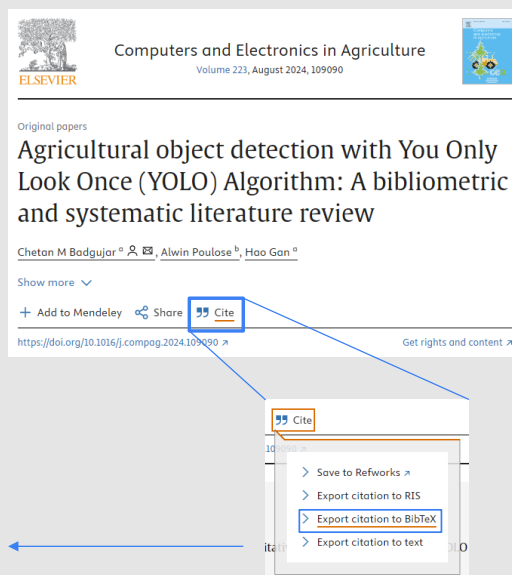 ELSEVIER
Computers and Electronics in Agriculture
Volume 223, August 2024, 109090
Original papers
Agricultural object detection with You Only
Look Once (YOLO) Algorithm: A bibliometric
and systematic literature review
Chetan M Badgujar a, Alwin Poulose b, Hao Gan a
Show more
Add to Mendeley Share Cite
https://doi.org/10.1016/j.compag.2024.109090
Get rights and content
Cite
Save to Refworks
Export citation to RIS
Export citation to BibTeX
Export citation to text